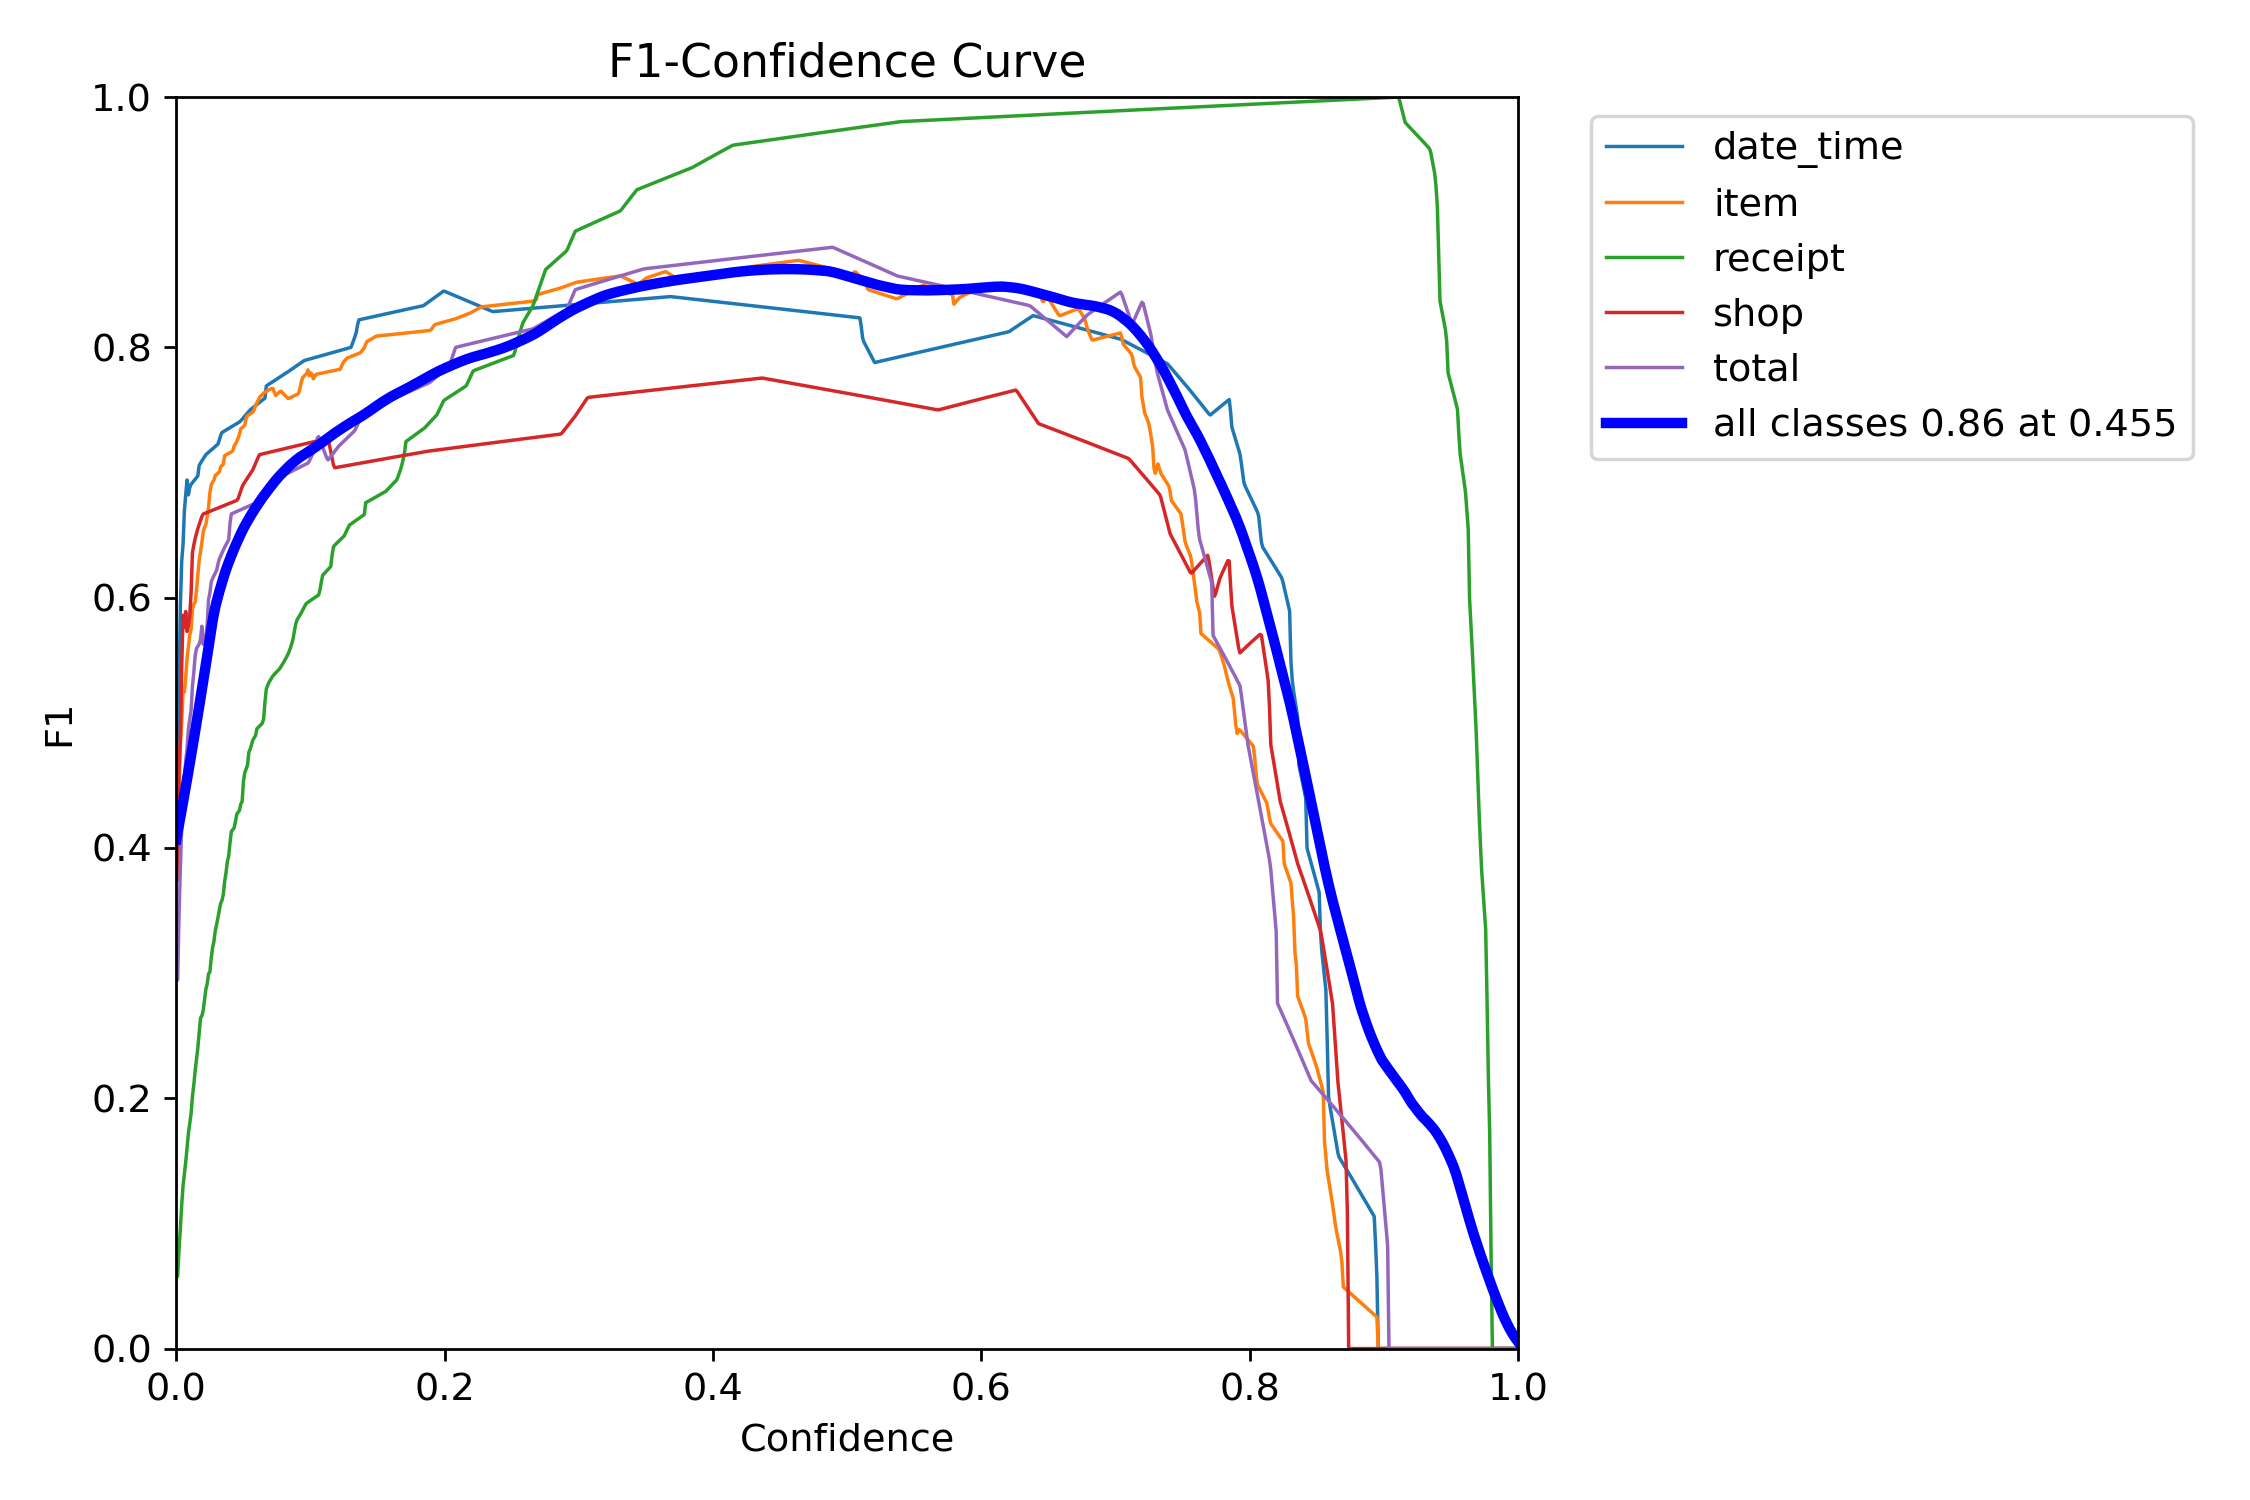 F1-Confidence Curve
1.0
0.8
0.6
0.4
0.2
0.0
F1
0.0 0.2 0.4 0.6 0.8 1.0
Confidence
date_time
item
receipt
shop
total
all classes 0.86 at 0.455